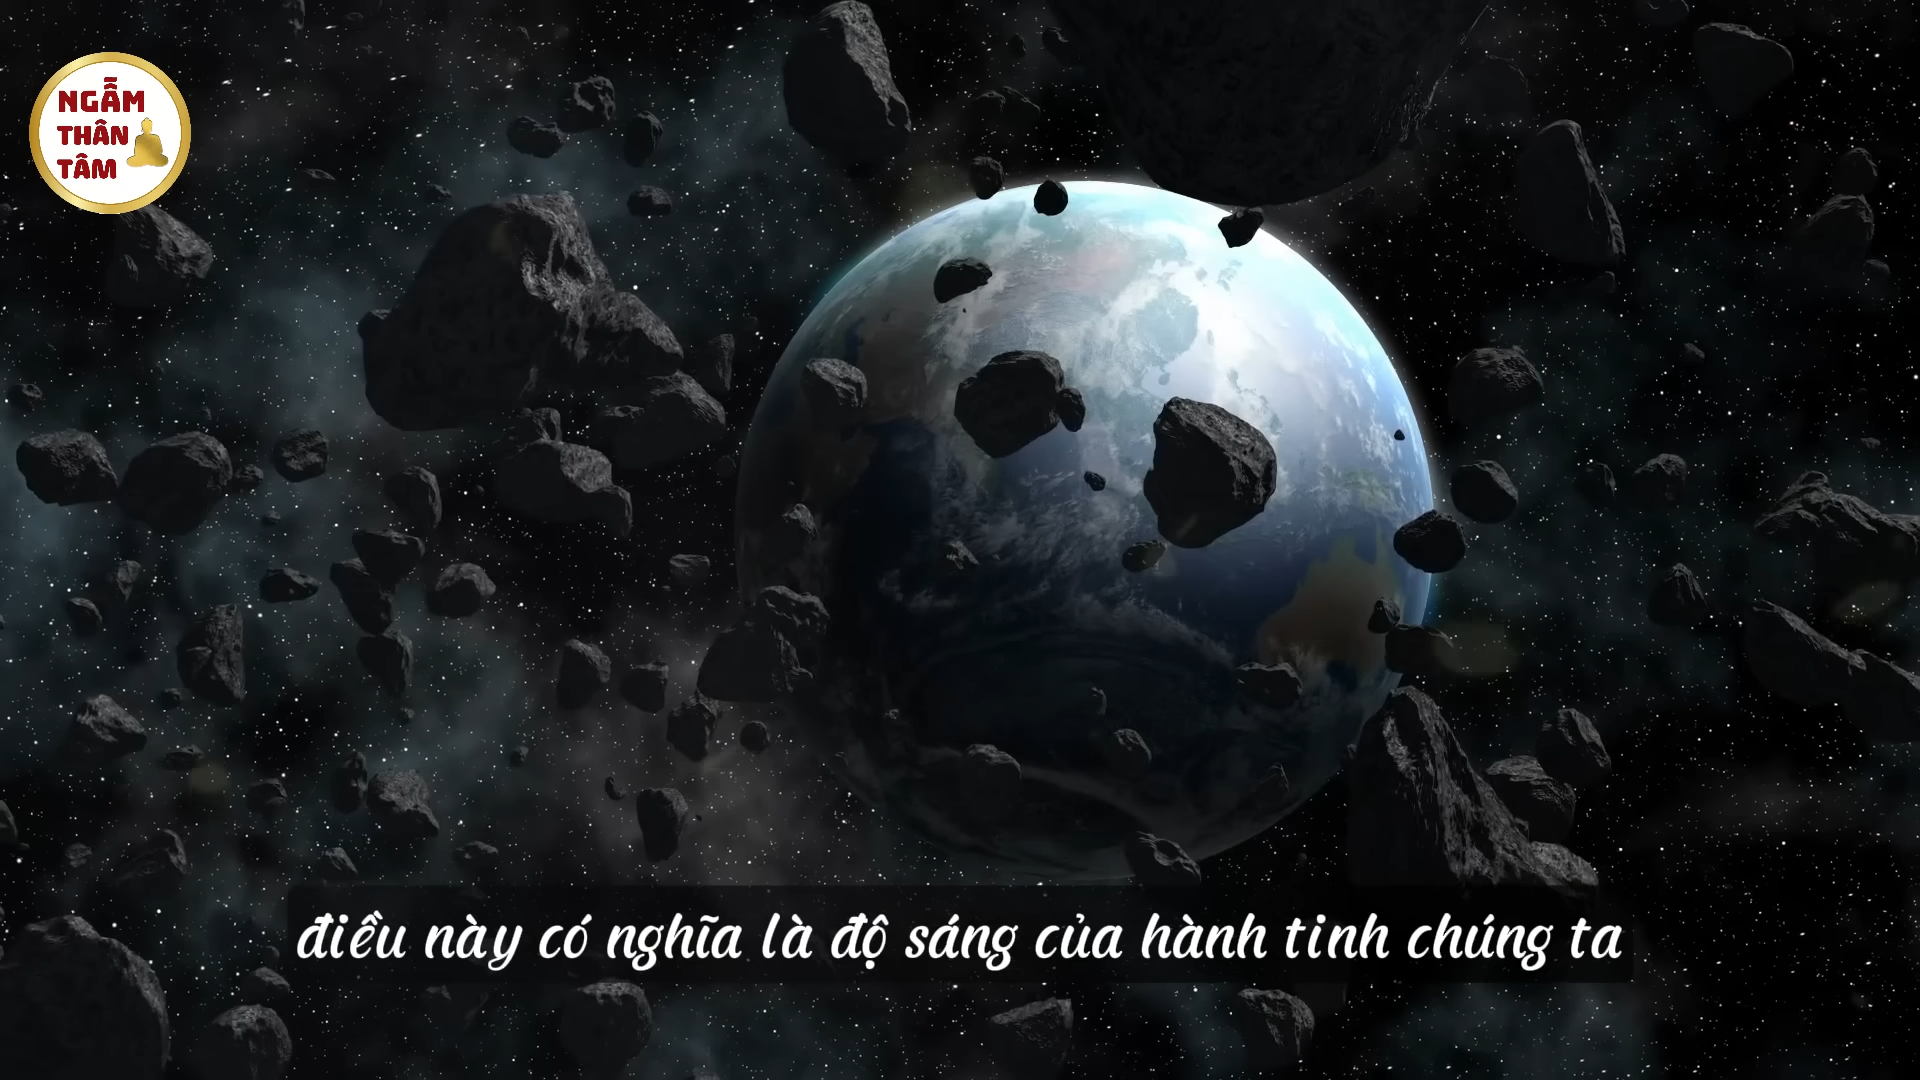 NGẪM
THÂN
TÂM
điều này có nghĩa là độ sáng của hành tinh chúng ta